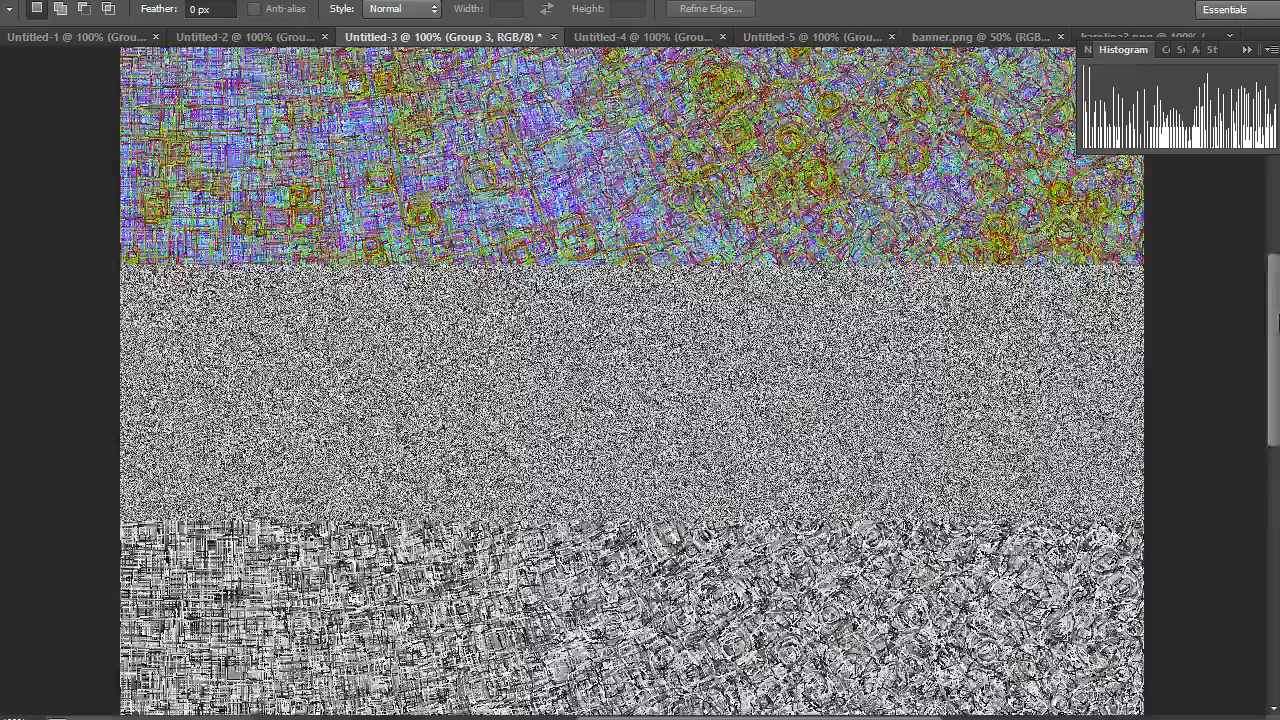 Feather: 0 px Anti-alias Style: Normal Width: Height: Refine Edge... Essentials
Untitled-1 @ 100% (Grou... × Untitled-2 @ 100% (Grou... × Untitled-3 @ 100% (Group 3, RGB/8) * × Untitled-4 @ 100% (Grou... × Untitled-5 @ 100% (Grou... × banner.png @ 50% (RGB... ×
N Histogram St